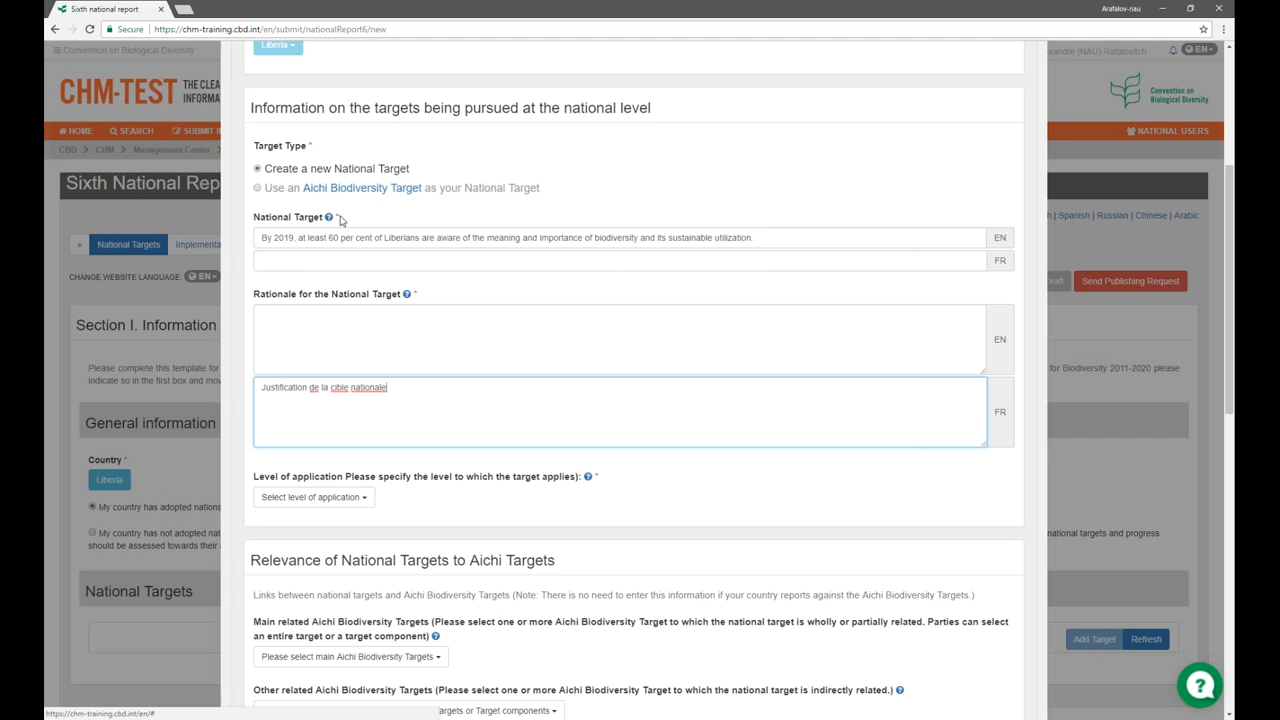 Sixth national report
Arafalov-nau
Secure
https://chm-training.cbd.int/en/submit/nationalReport6/new
Convention on Biological Diversity
Liberia
(NAU) Rafalovitch
EN
CHM-TEST
THE CLEA
INFORMA
Convention on
Biological Diversity
HOME
SEARCH
SUBMIT
NATIONAL USERS
CBD
CHM
Management Center
Information on the targets being pursued at the national level
Target Type *
Create a new National Target
Use an Aichi Biodiversity Target as your National Target
Sixth National Rep
National Target *
By 2019, at least 60 per cent of Liberians are aware of the meaning and importance of biodiversity and its sustainable utilization.
EN
FR
| Spanish | Russian | Chinese | Arabic
« National Targets Implementa
CHANGE WEBSITE LANGUAGE: EN
Send Publishing Request
Rationale for the National Target *
EN
Justification de la cible nationale
FR
Section I. Information
Please complete this template for
indicate so in the first box and mov
for Biodiversity 2011-2020 please
General information
Country *
Liberia
My country has adopted nationa
My country has not adopted nat
should be assessed towards their
national targets and progress
Level of application Please specify the level to which the target applies): *
Select level of application
Relevance of National Targets to Aichi Targets
Links between national targets and Aichi Biodiversity Targets (Note: There is no need to enter this information if your country reports against the Aichi Biodiversity Targets.)
Main related Aichi Biodiversity Targets (Please select one or more Aichi Biodiversity Target to which the national target is wholly or partially related. Parties can select
an entire target or a target component)
Please select main Aichi Biodiversity Targets
National Targets
Add Target
Refresh
Other related Aichi Biodiversity Targets (Please select one or more Aichi Biodiversity Target to which the national target is indirectly related.)
argets or Target components
https://chm-training.cbd.int/en/#